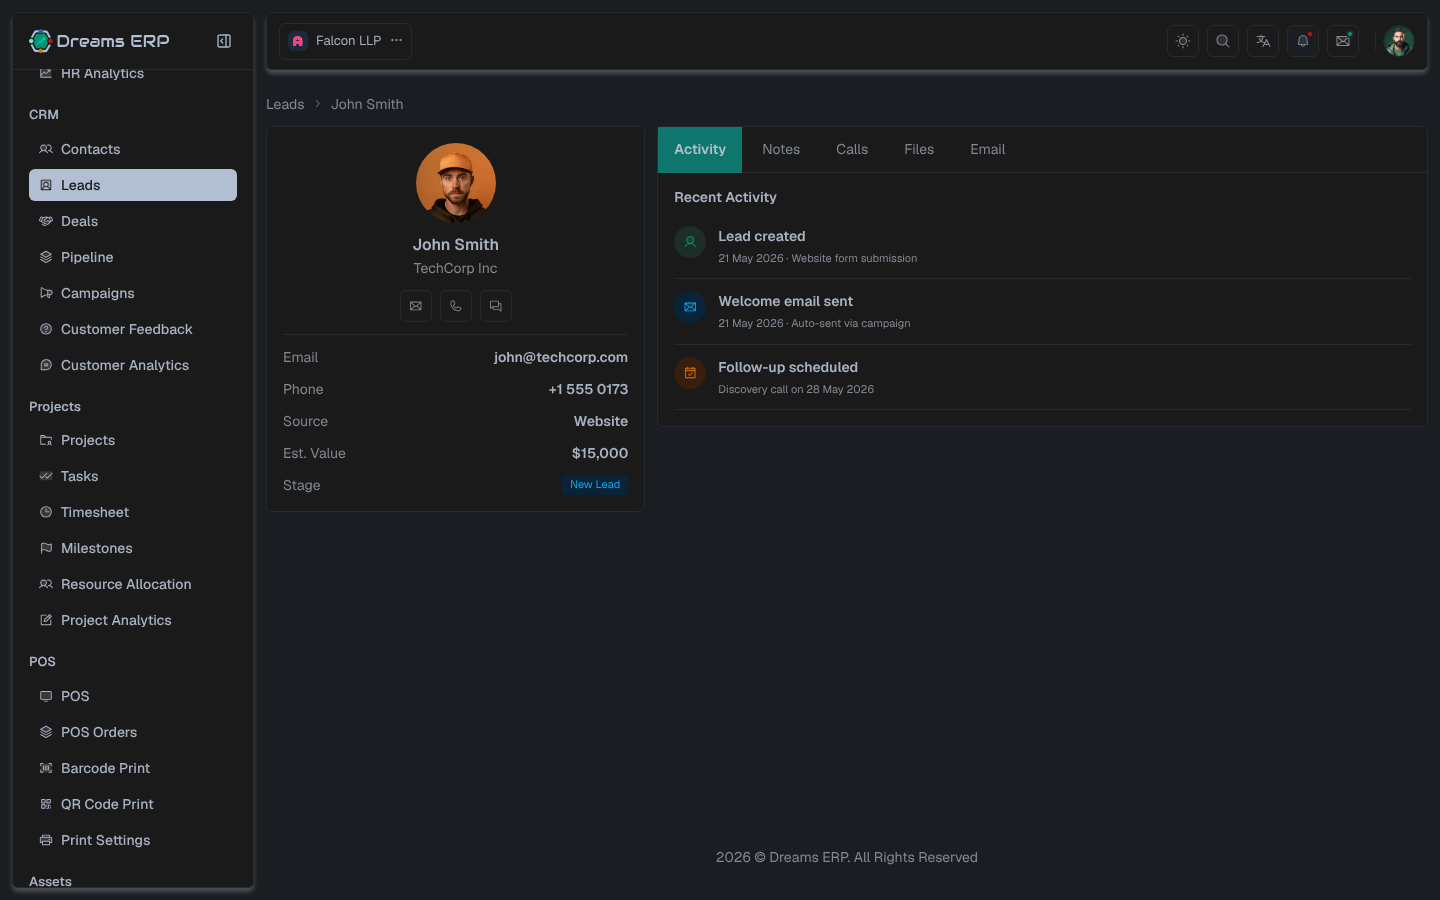 Dreams ERP
HR Analytics
CRM
Contacts
Leads
Deals
Pipeline
Campaigns
Customer Feedback
Customer Analytics
Projects
Projects
Tasks
Timesheet
Milestones
Resource Allocation
Project Analytics
POS
POS
POS Orders
Barcode Print
QR Code Print
Print Settings
Assets
Falcon LLP ···
Leads > John Smith
John Smith
TechCorp Inc
Email john@techcorp.com
Phone +1 555 0173
Source Website
Est. Value $15,000
Stage New Lead
Activity Notes Calls Files Email
Recent Activity
Lead created
21 May 2026 · Website form submission
Welcome email sent
21 May 2026 · Auto-sent via campaign
Follow-up scheduled
Discovery call on 28 May 2026
2026 © Dreams ERP. All Rights Reserved